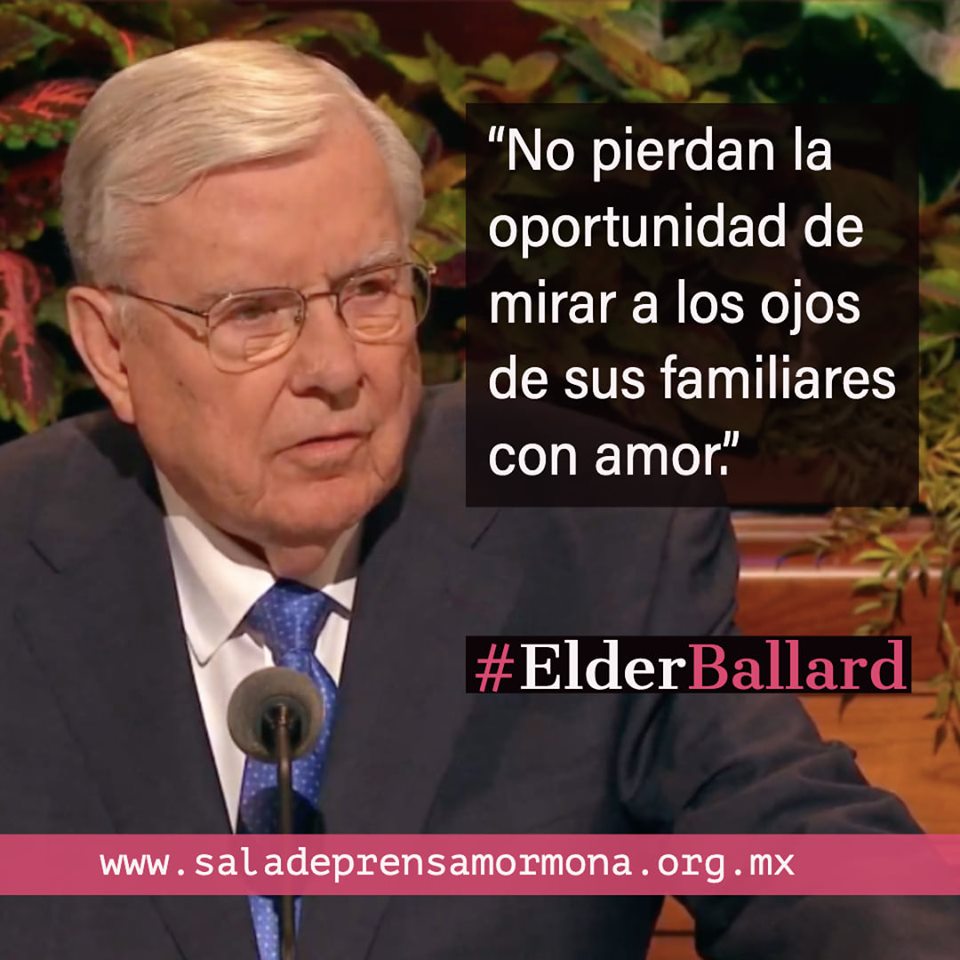 “No pierdan la
oportunidad de
mirar a los ojos
de sus familiares
con amor.”
#ElderBallard
www.saladeprensamormona.org.mx